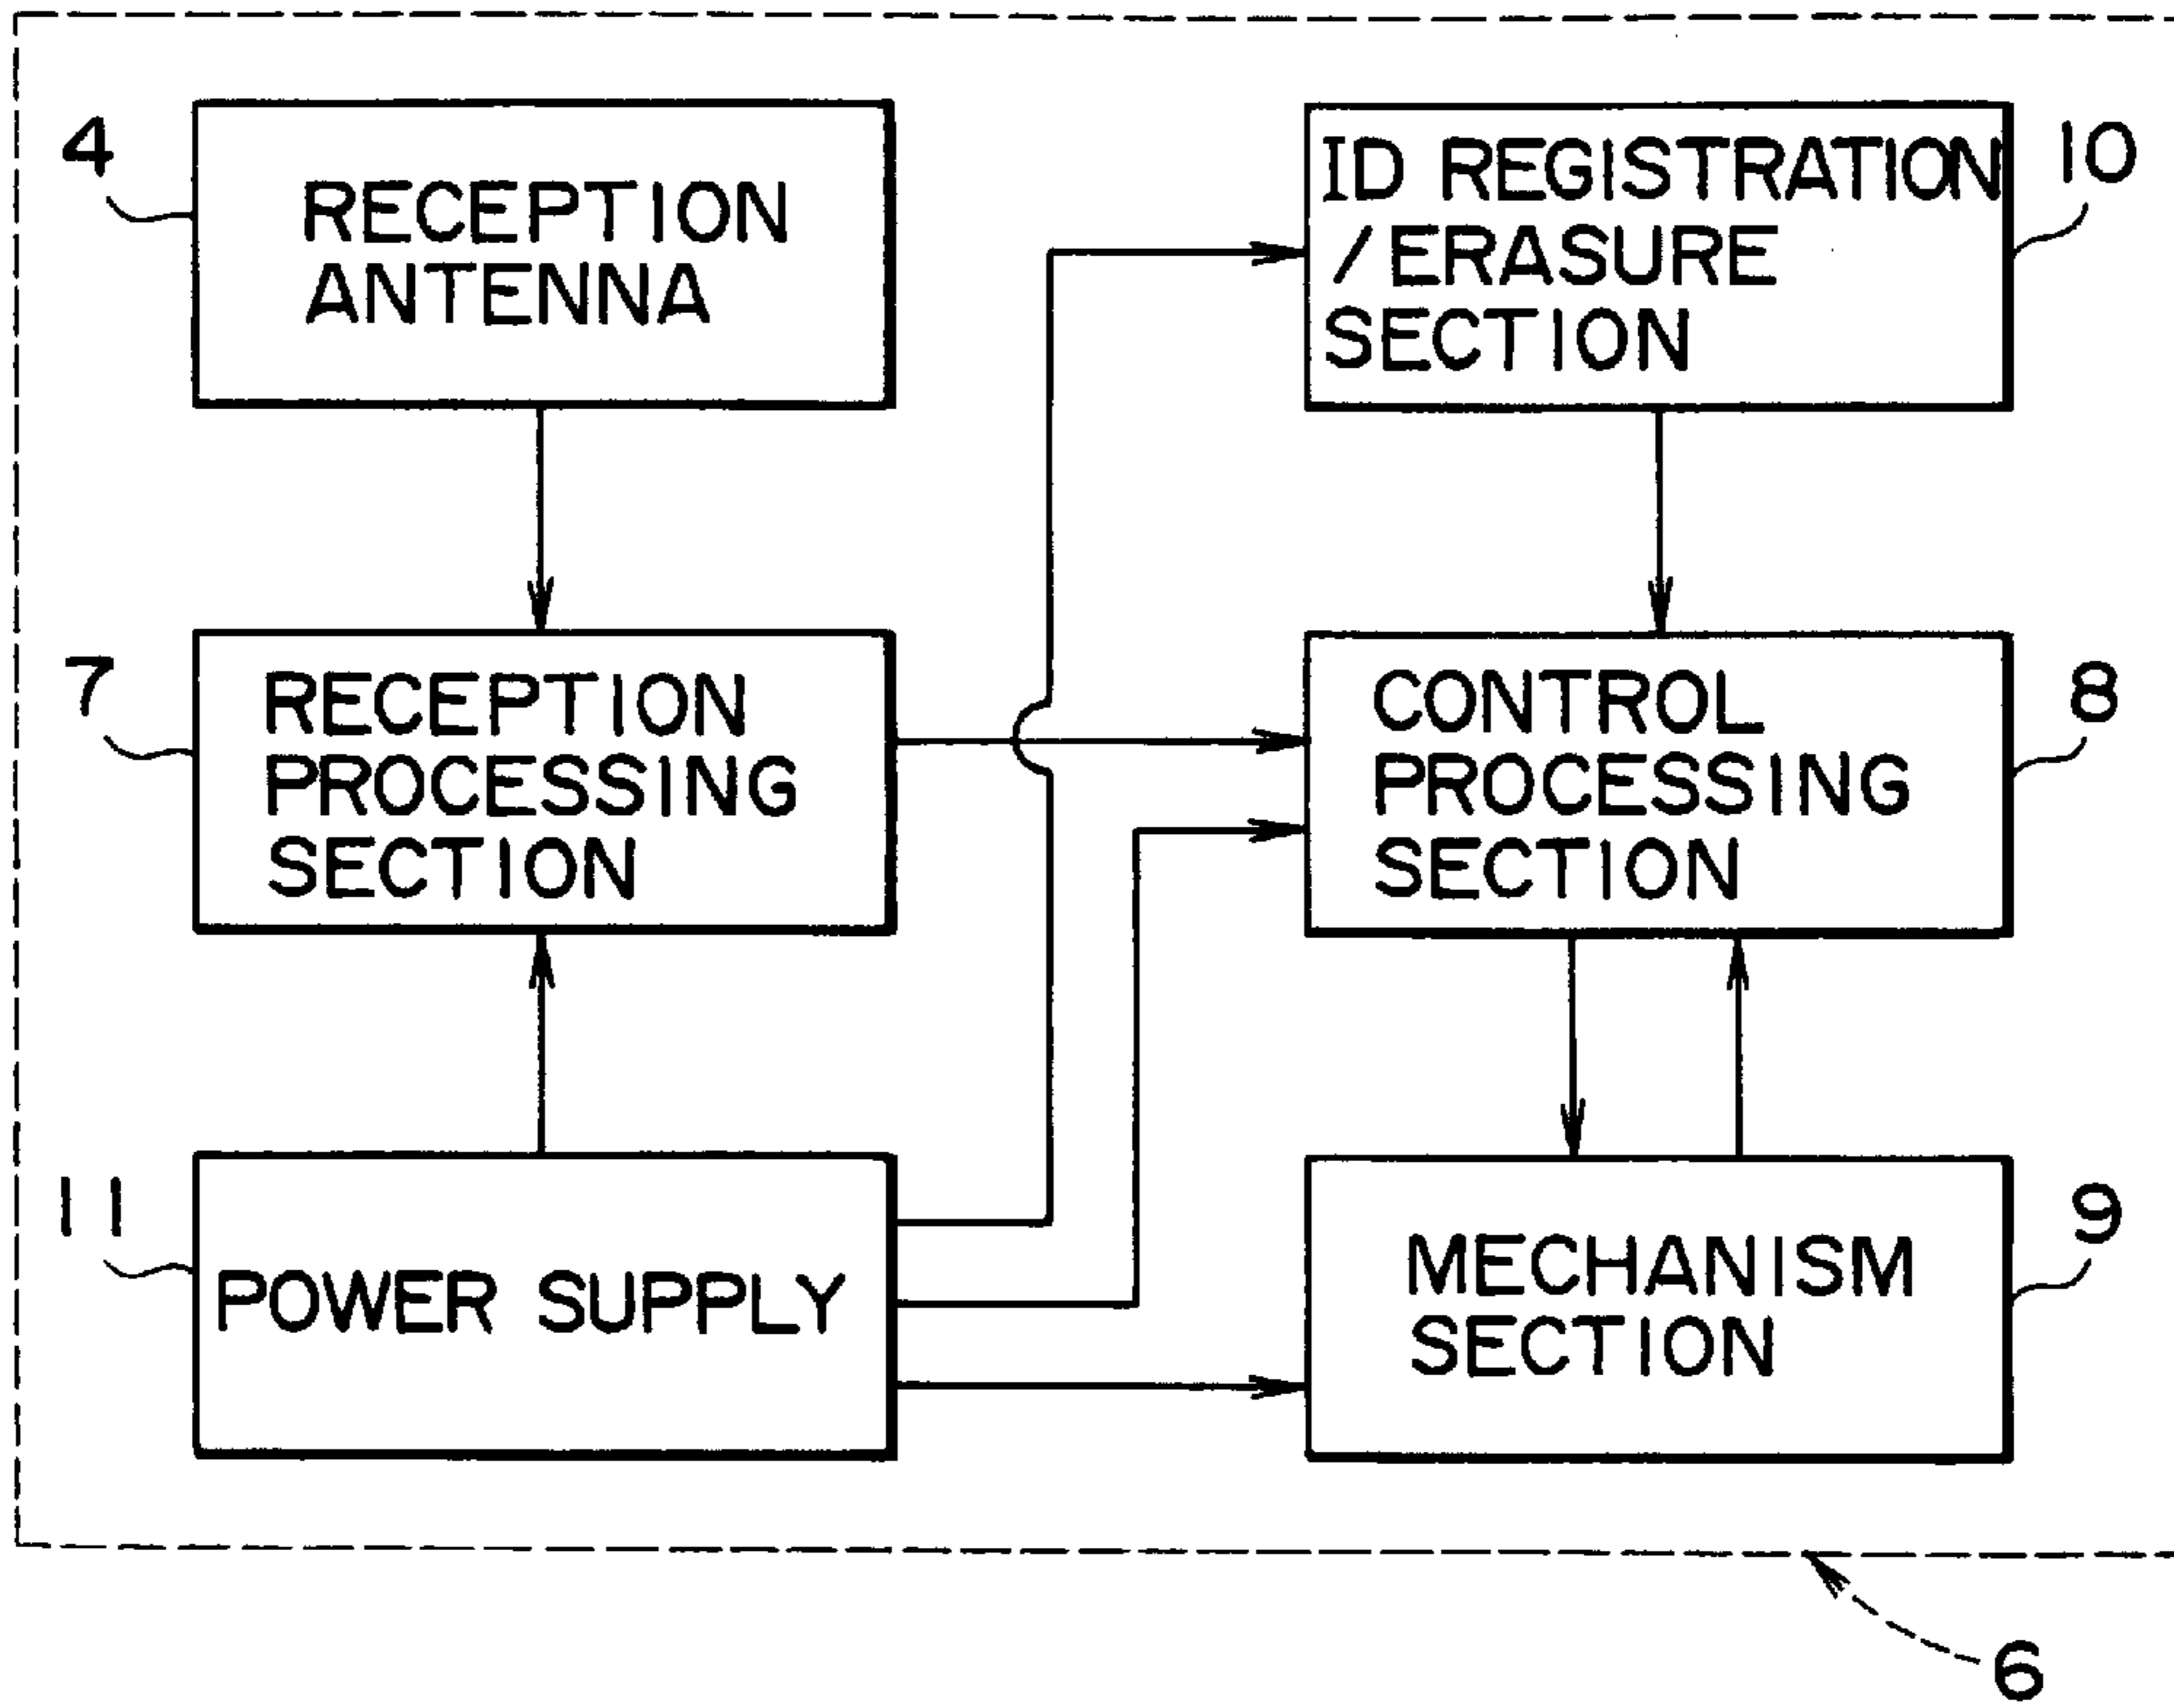 4
RECEPTION
ANTENNA
ID REGISTRATION
/ERASURE
SECTION
10
7
RECEPTION
PROCESSING
SECTION
CONTROL
PROCESSING
SECTION
8
11
POWER SUPPLY
MECHANISM
SECTION
9
6